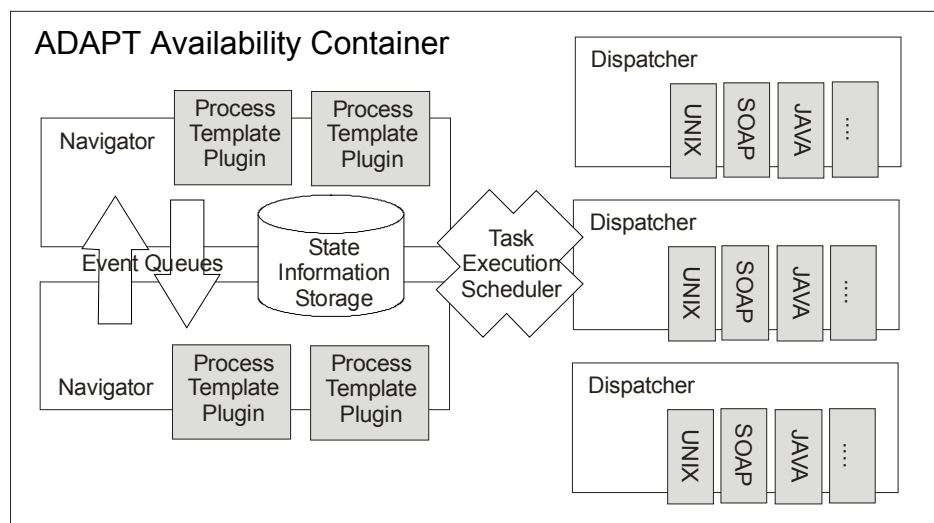 ADAPT Availability Container
Navigator
Process
Template
Plugin
Process
Template
Plugin
Event Queues
State
Information
Storage
Task
Execution
Scheduler
Navigator
Process
Template
Plugin
Process
Template
Plugin
Dispatcher
UNIX
SOAP
JAVA
....
Dispatcher
UNIX
SOAP
JAVA
....
Dispatcher
UNIX
SOAP
JAVA
....